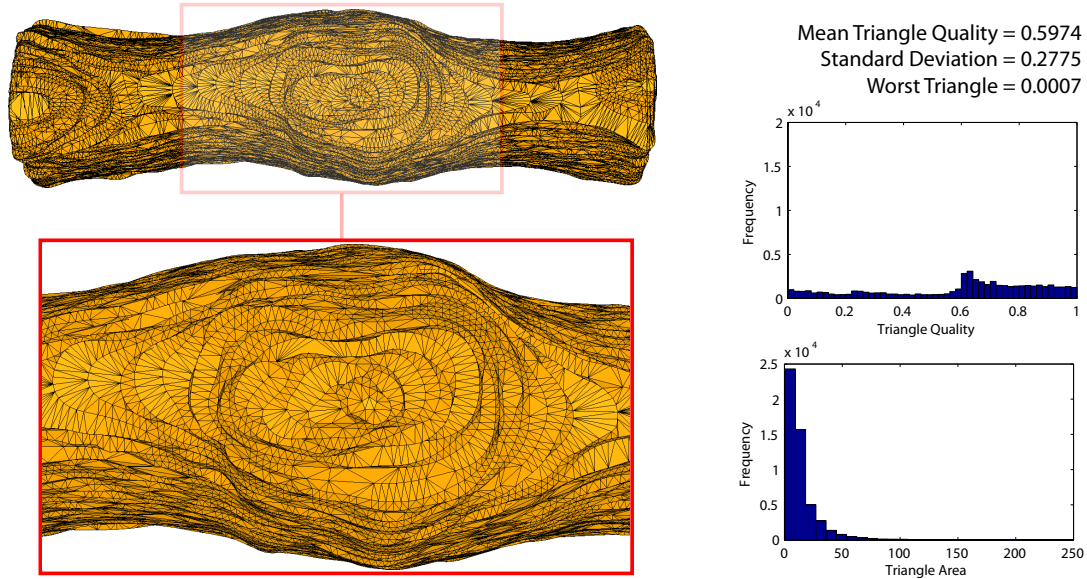 Mean Triangle Quality = 0.5974
Standard Deviation = 0.2775
Worst Triangle = 0.0007
x 10 4
2
1.5
1
0.5
0
Frequency
0 0.2 0.4 0.6 0.8 1
Triangle Quality
x 10 4
2.5
2
1.5
1
0.5
0
Frequency
0 50 100 150 200 250
Triangle Area